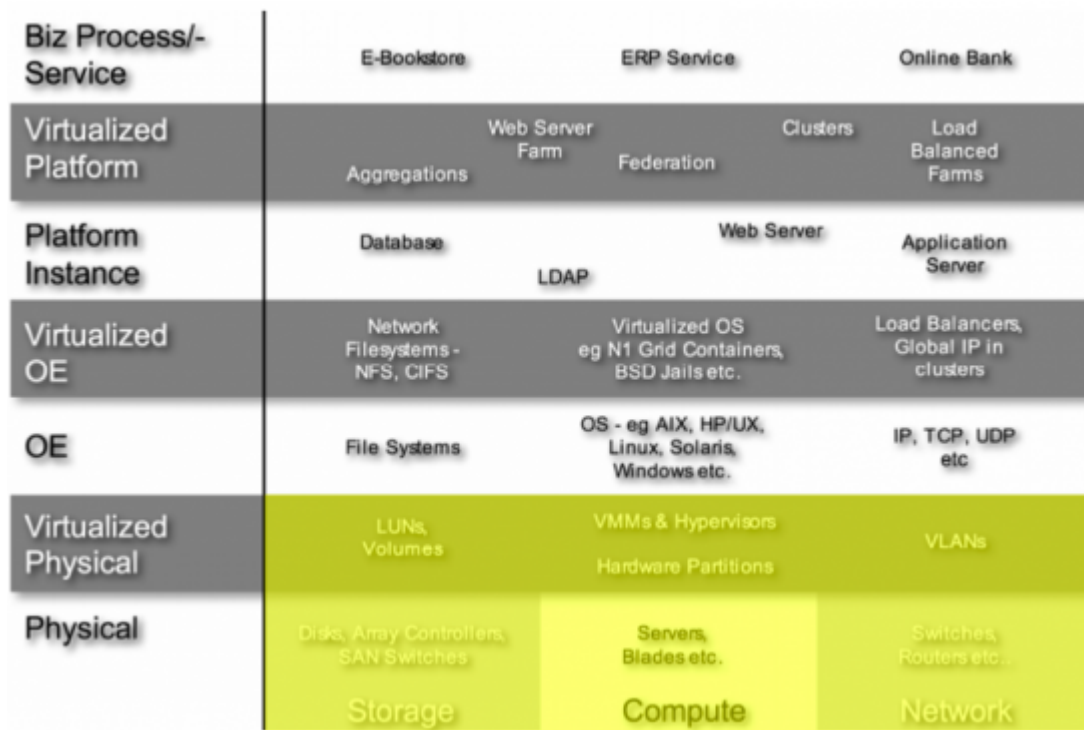 Biz Process/-
Service
E-Bookstore
ERP Service
Online Bank
Virtualized
Platform
Web Server
Farm
Aggregations
Federation
Clusters
Load
Balanced
Farms
Platform
Instance
Database
LDAP
Web Server
Application
Server
Virtualized
OE
Network
Filesystems -
NFS, CIFS
Virtualized OS
eg N1 Grid Containers,
BSD Jails etc.
Load Balancers,
Global IP in
clusters
OE
File Systems
OS - eg AIX, HP/UX,
Linux, Solaris,
Windows etc.
IP, TCP, UDP
etc
Virtualized
Physical
LUNs,
Volumes
VMMs & Hypervisors
Hardware Partitions
VLANs
Physical
Disks, Array Controllers,
SAN Switches
Servers,
Blades etc.
Switches,
Routers etc..
Storage
Compute
Network